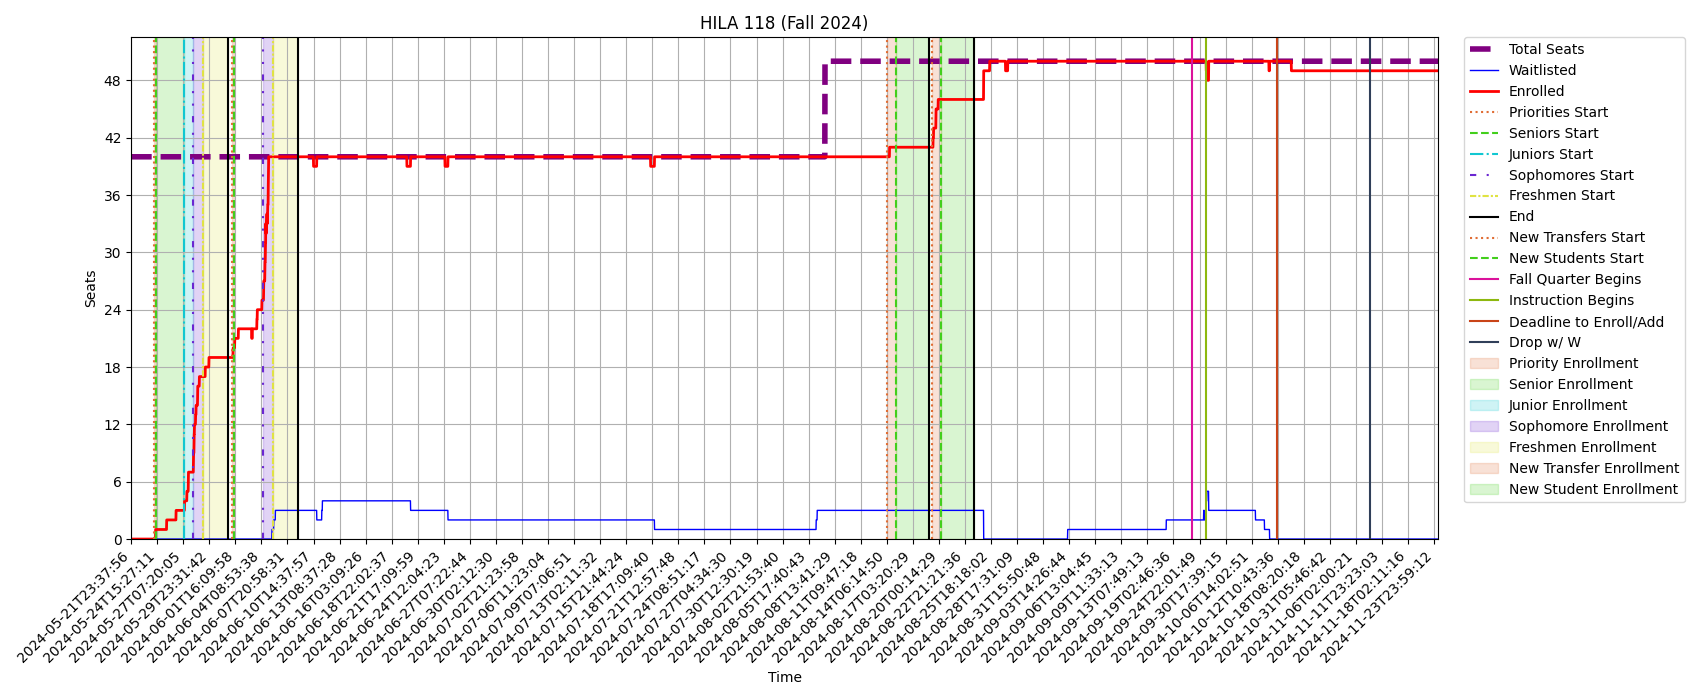 HILA 118 (Fall 2024)
Seats
48
42
36
30
24
18
12
6
0
2024-05-21T23:37:56
2024-05-24T15:27:11
2024-05-27T07:20:05
2024-05-29T23:31:42
2024-06-01T16:09:58
2024-06-04T08:53:38
2024-06-07T20:58:31
2024-06-10T14:37:57
2024-06-13T08:37:28
2024-06-16T03:09:26
2024-06-18T22:02:37
2024-06-21T17:09:59
2024-06-24T12:04:23
2024-06-27T07:22:44
2024-06-30T02:12:30
2024-07-02T21:23:58
2024-07-06T11:23:04
2024-07-09T07:06:51
2024-07-13T02:11:32
2024-07-15T21:44:24
2024-07-18T17:09:40
2024-07-21T12:57:48
2024-07-24T08:51:17
2024-07-27T04:34:30
2024-07-30T12:30:19
2024-08-02T21:53:40
2024-08-05T17:40:43
2024-08-08T13:41:29
2024-08-11T09:47:18
2024-08-14T06:14:50
2024-08-17T03:20:29
2024-08-20T00:14:29
2024-08-22T21:21:36
2024-08-25T18:18:02
2024-08-28T17:31:09
2024-08-31T15:50:48
2024-09-03T14:26:44
2024-09-06T13:04:45
2024-09-09T11:33:13
2024-09-13T07:49:13
2024-09-19T02:46:36
2024-09-24T22:01:49
2024-09-30T17:39:15
2024-10-06T14:02:51
2024-10-12T10:43:36
2024-10-18T08:20:18
2024-10-31T05:46:42
2024-11-06T02:00:21
2024-11-11T23:23:03
2024-11-18T02:11:16
2024-11-23T23:59:12
Time
Total Seats
Waitlisted
Enrolled
Priorities Start
Seniors Start
Juniors Start
Sophomores Start
Freshmen Start
End
New Transfers Start
New Students Start
Fall Quarter Begins
Instruction Begins
Deadline to Enroll/Add
Drop w/ W
Priority Enrollment
Senior Enrollment
Junior Enrollment
Sophomore Enrollment
Freshmen Enrollment
New Transfer Enrollment
New Student Enrollment